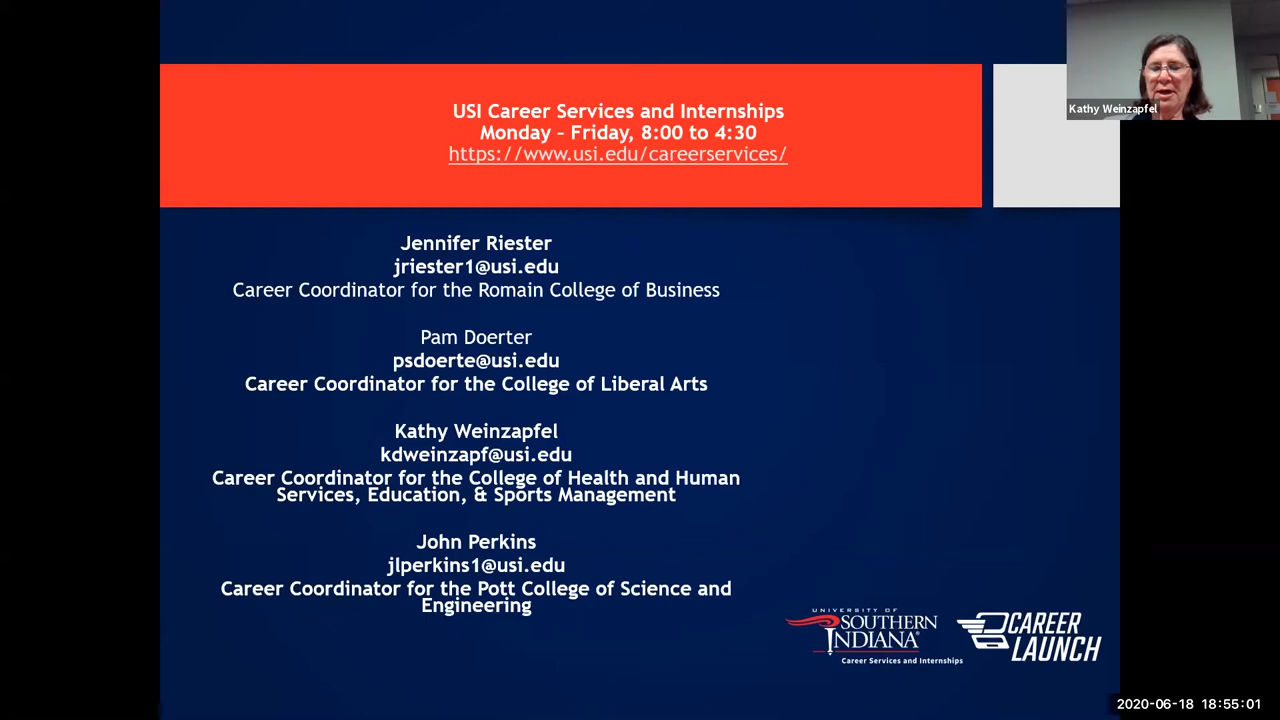 USI Career Services and Internships
Monday – Friday, 8:00 to 4:30
https://www.usi.edu/careerservices/
Kathy Weinzapfel
Jennifer Riester
jriester1@usi.edu
Career Coordinator for the Romain College of Business
Pam Doerter
psdoerte@usi.edu
Career Coordinator for the College of Liberal Arts
Kathy Weinzapfel
kdweinzapf@usi.edu
Career Coordinator for the College of Health and Human
Services, Education, & Sports Management
John Perkins
jlperkins1@usi.edu
Career Coordinator for the Pott College of Science and
Engineering
UNIVERSITY OF
SOUTHERN
INDIANA®
Career Services and Internships
CAREER
LAUNCH
2020-06-18 18:55:01